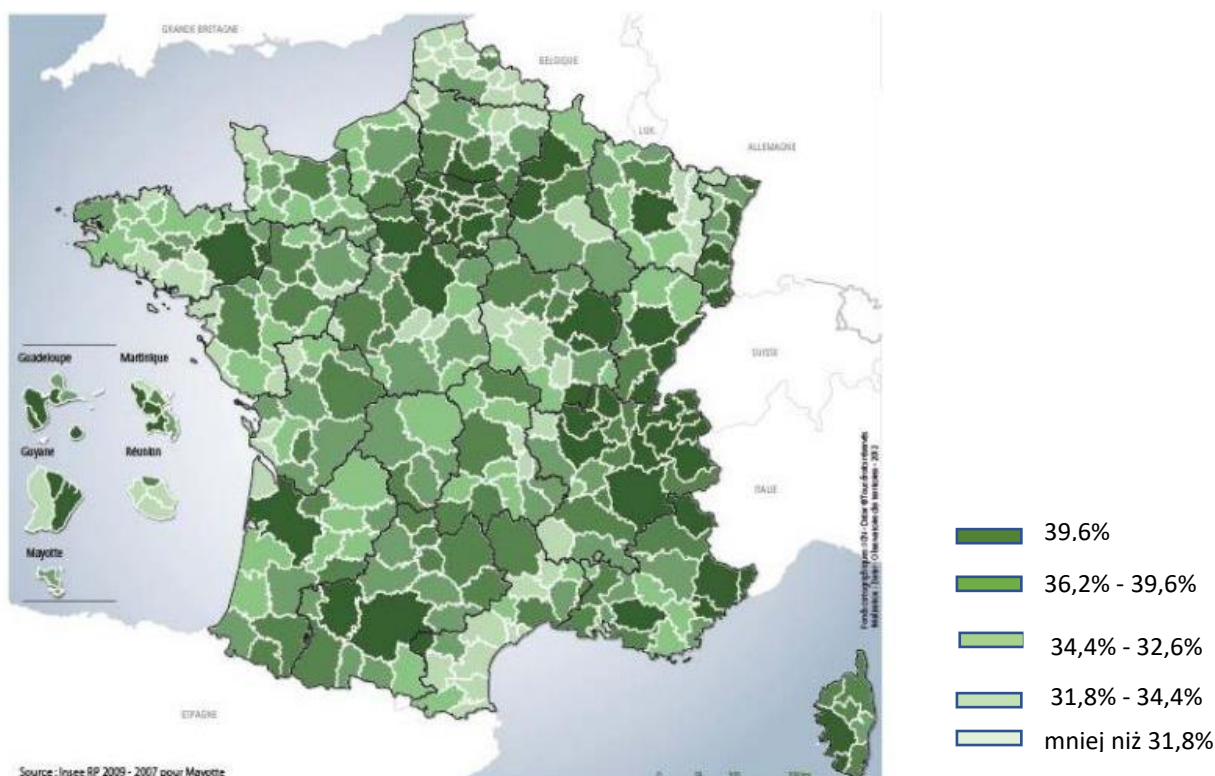 GRANDE BRETAGNE
BELGIQUE
LUX.
ALLEMAGNE
Guadeloupe
Martinique
SUISSE
Guyane
Réunion
ITALIE
Mayotte
ESPAGNE
39,6%
36,2% - 39,6%
34,4% - 32,6%
31,8% - 34,4%
mniej niż 31,8%
Source : Insee RP 2009 - 2007 pour Mayotte